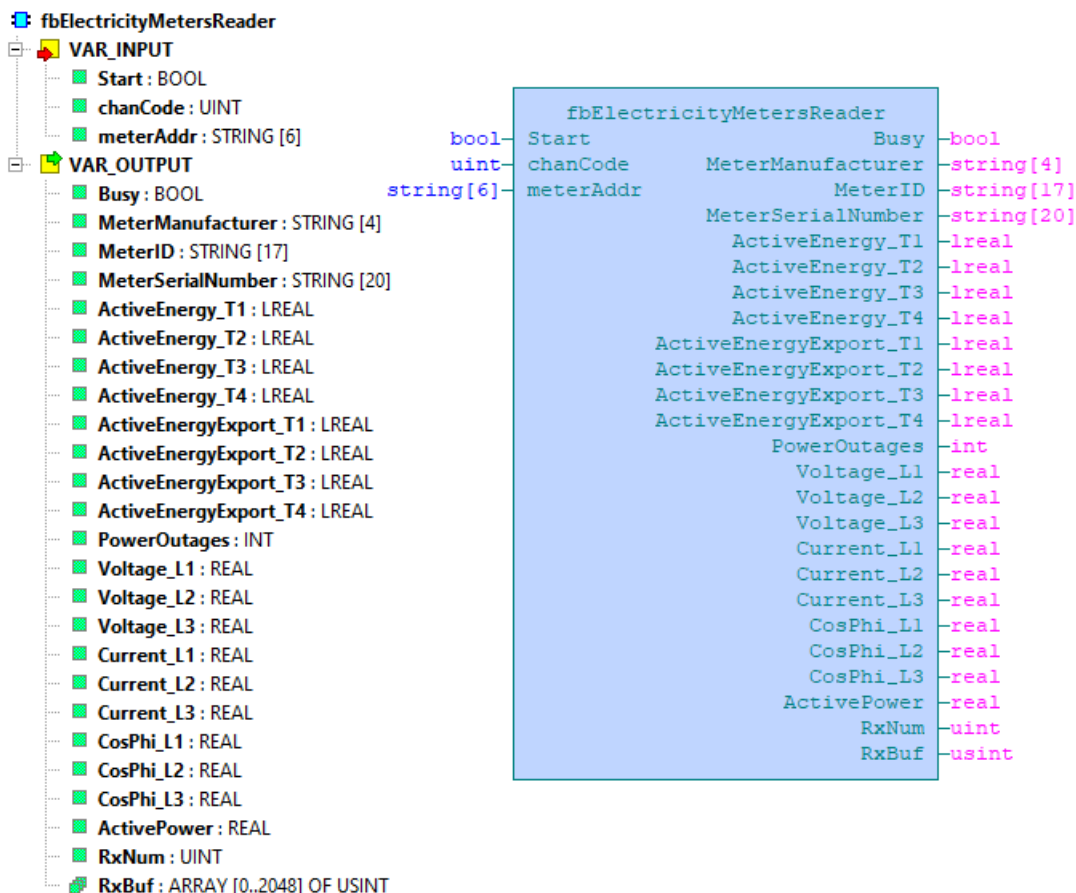 fbElectricityMetersReader
VAR_INPUT
Start : BOOL
chanCode : UINT
meterAddr : STRING [6]
VAR_OUTPUT
Busy : BOOL
MeterManufacturer : STRING [4]
MeterID : STRING [17]
MeterSerialNumber : STRING [20]
ActiveEnergy_T1 : LREAL
ActiveEnergy_T2 : LREAL
ActiveEnergy_T3 : LREAL
ActiveEnergy_T4 : LREAL
ActiveEnergyExport_T1 : LREAL
ActiveEnergyExport_T2 : LREAL
ActiveEnergyExport_T3 : LREAL
ActiveEnergyExport_T4 : LREAL
PowerOutages : INT
Voltage_L1 : REAL
Voltage_L2 : REAL
Voltage_L3 : REAL
Current_L1 : REAL
Current_L2 : REAL
Current_L3 : REAL
CosPhi_L1 : REAL
CosPhi_L2 : REAL
CosPhi_L3 : REAL
ActivePower : REAL
RxNum : UINT
RxBuf : ARRAY [0..2048] OF USINT
fbElectricityMetersReader
bool Start Busy bool
uint chanCode MeterManufacturer string[4]
string[6] meterAddr MeterID string[17]
MeterSerialNumber string[20]
ActiveEnergy_T1 lreal
ActiveEnergy_T2 lreal
ActiveEnergy_T3 lreal
ActiveEnergy_T4 lreal
ActiveEnergyExport_T1 lreal
ActiveEnergyExport_T2 lreal
ActiveEnergyExport_T3 lreal
ActiveEnergyExport_T4 lreal
PowerOutages int
Voltage_L1 real
Voltage_L2 real
Voltage_L3 real
Current_L1 real
Current_L2 real
Current_L3 real
CosPhi_L1 real
CosPhi_L2 real
CosPhi_L3 real
ActivePower real
RxNum uint
RxBuf usint